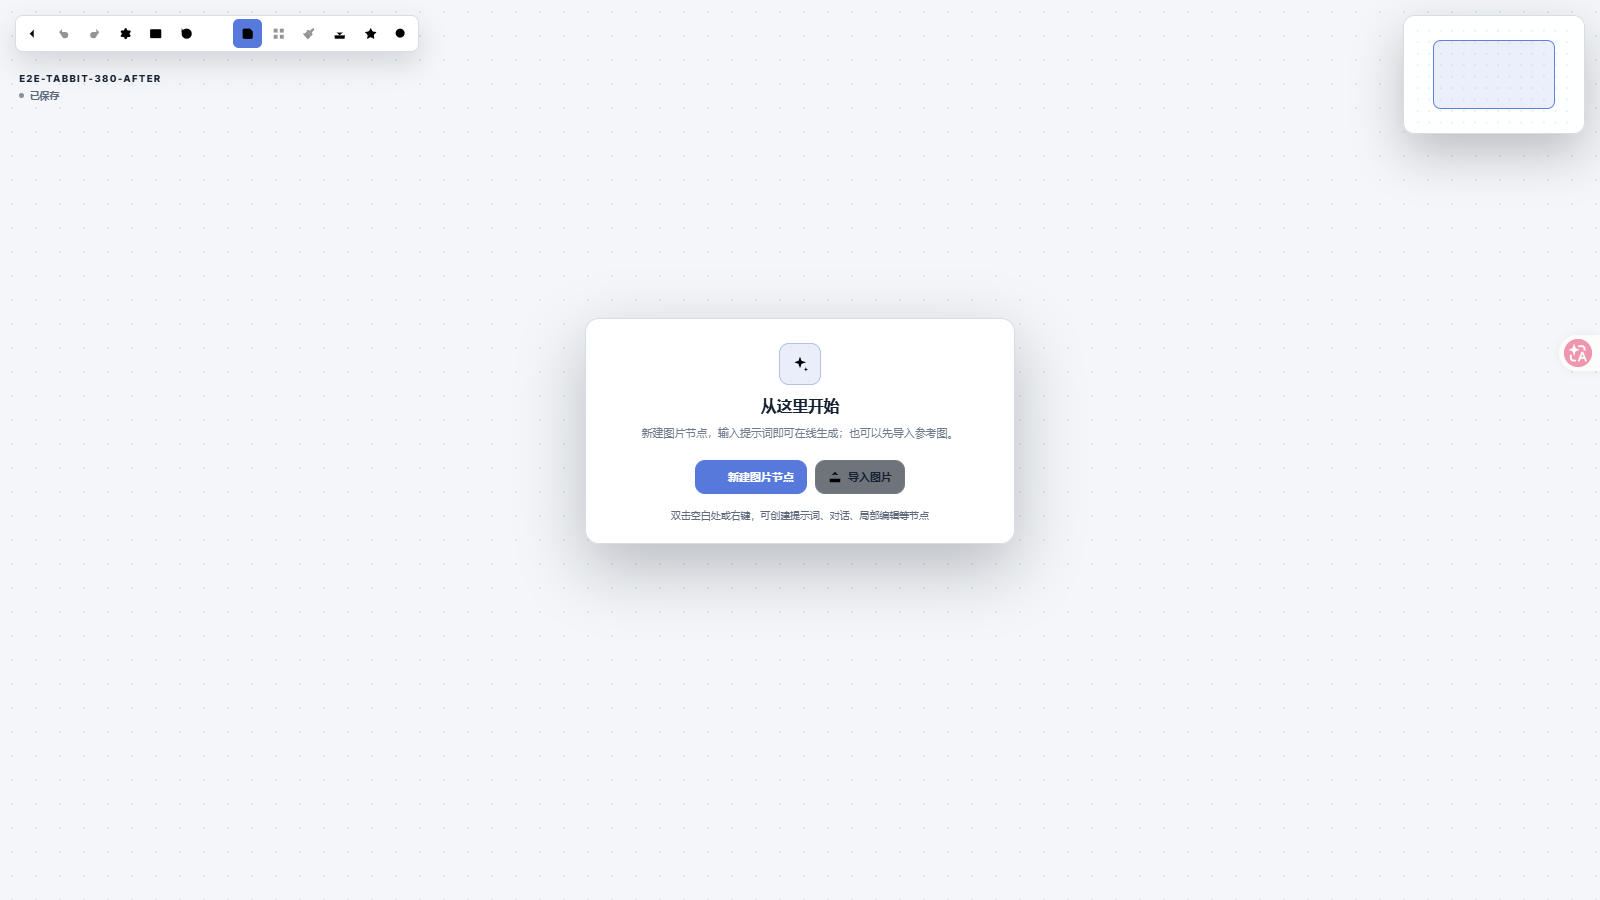 E2E-TABBIT-380-AFTER
已保存
从这里开始
新建图片节点，输入提示词即可在线生成；也可以先导入参考图。
新建图片节点
导入图片
双击空白处或右键，可创建提示词、对话、局部编辑等节点